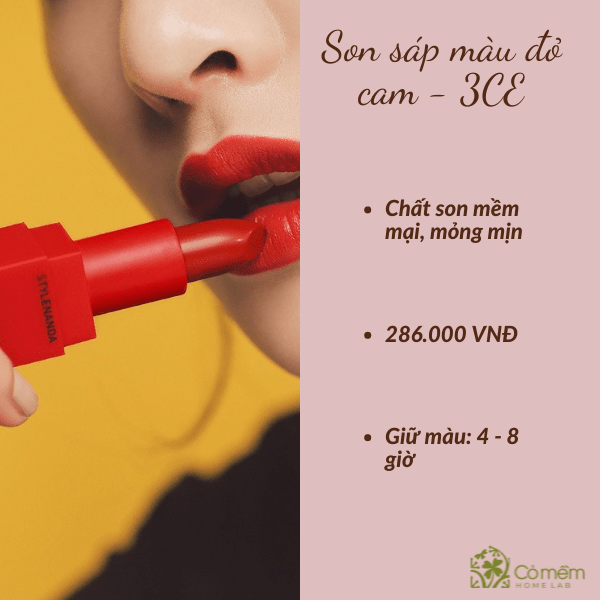 Son sáp màu đỏ
cam - 3CE
• Chất son mềm
mại, mỏng mịn
• 286.000 VNĐ
• Giữ màu: 4 - 8
giờ
STYLENANDA
Cỏ mềm
HOME LAB